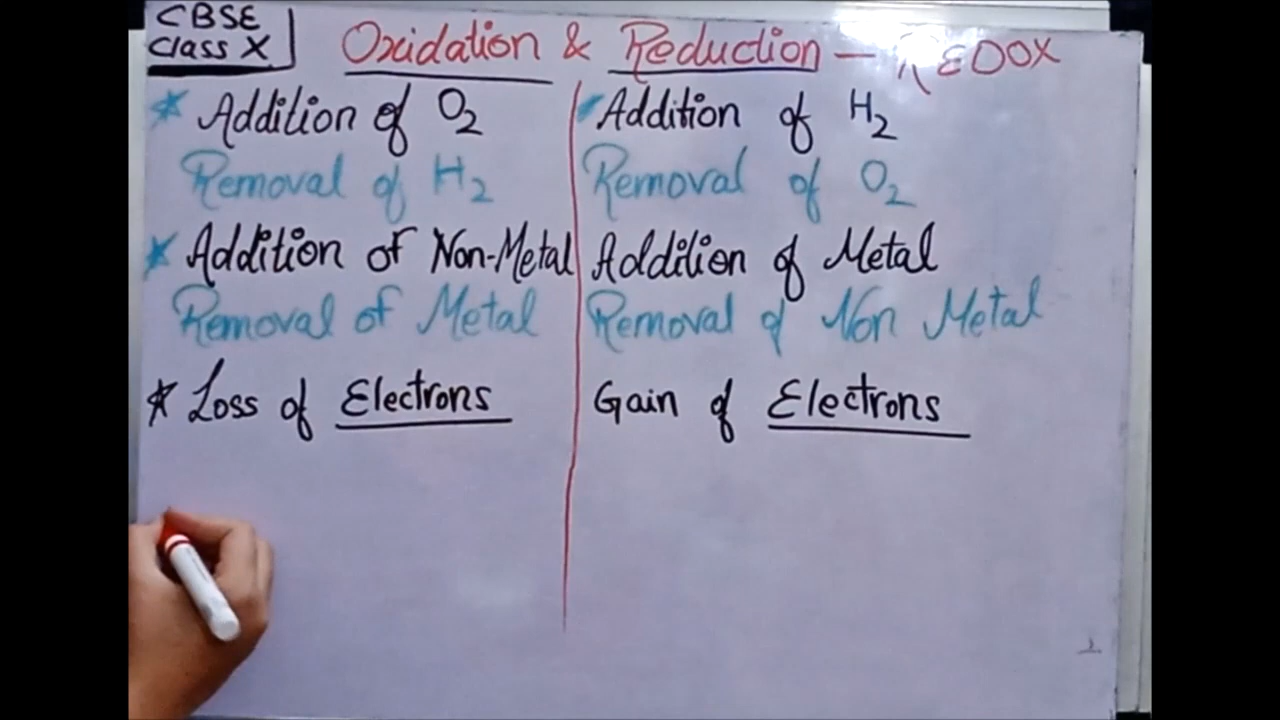 CBSE
Class X
Oxidation & Reduction — REDOX
Addition of O2
Removal of H2
Addition of Non-Metal
Removal of Metal
Loss of Electrons
Addition of H2
Removal of O2
Addition of Metal
Removal of Non Metal
Gain of Electrons